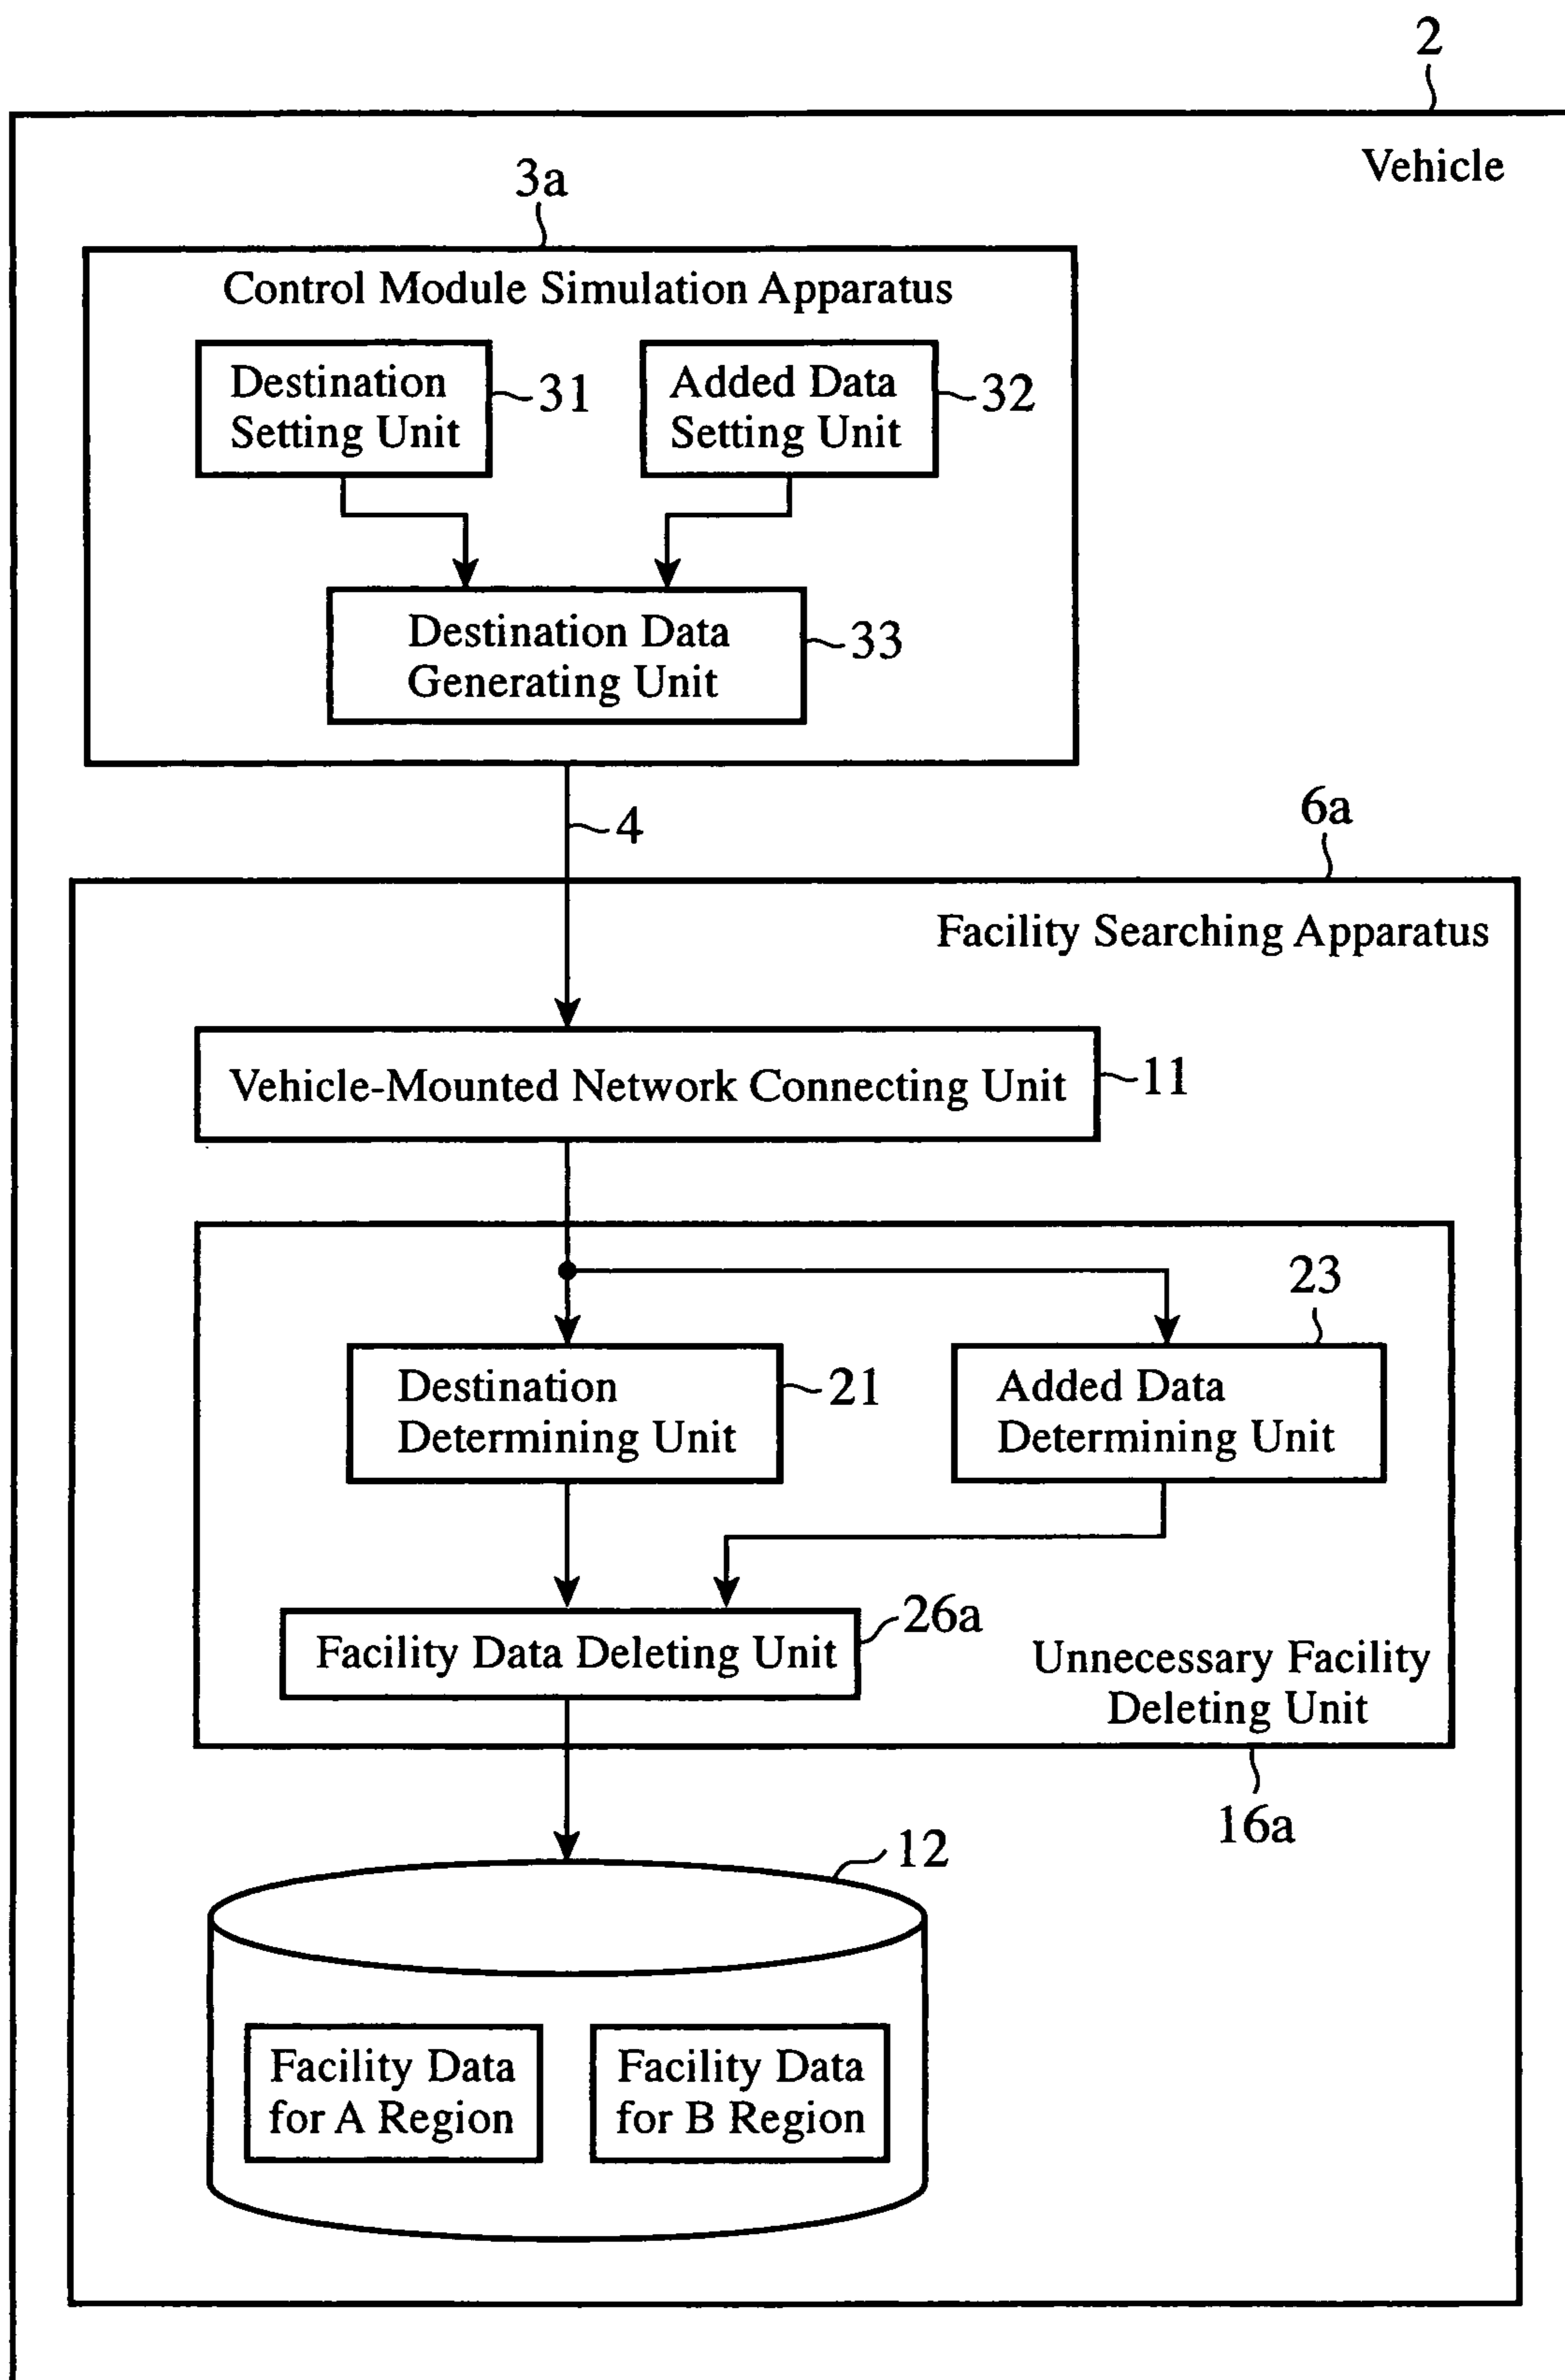 2
Vehicle
3a
Control Module Simulation Apparatus
Destination
Setting Unit
31
Added Data
Setting Unit
32
Destination Data
Generating Unit
33
4
6a
Facility Searching Apparatus
Vehicle-Mounted Network Connecting Unit
11
23
Destination
Determining Unit
21
Added Data
Determining Unit
26a
Facility Data Deleting Unit
Unnecessary Facility
Deleting Unit
16a
12
Facility Data
for A Region
Facility Data
for B Region